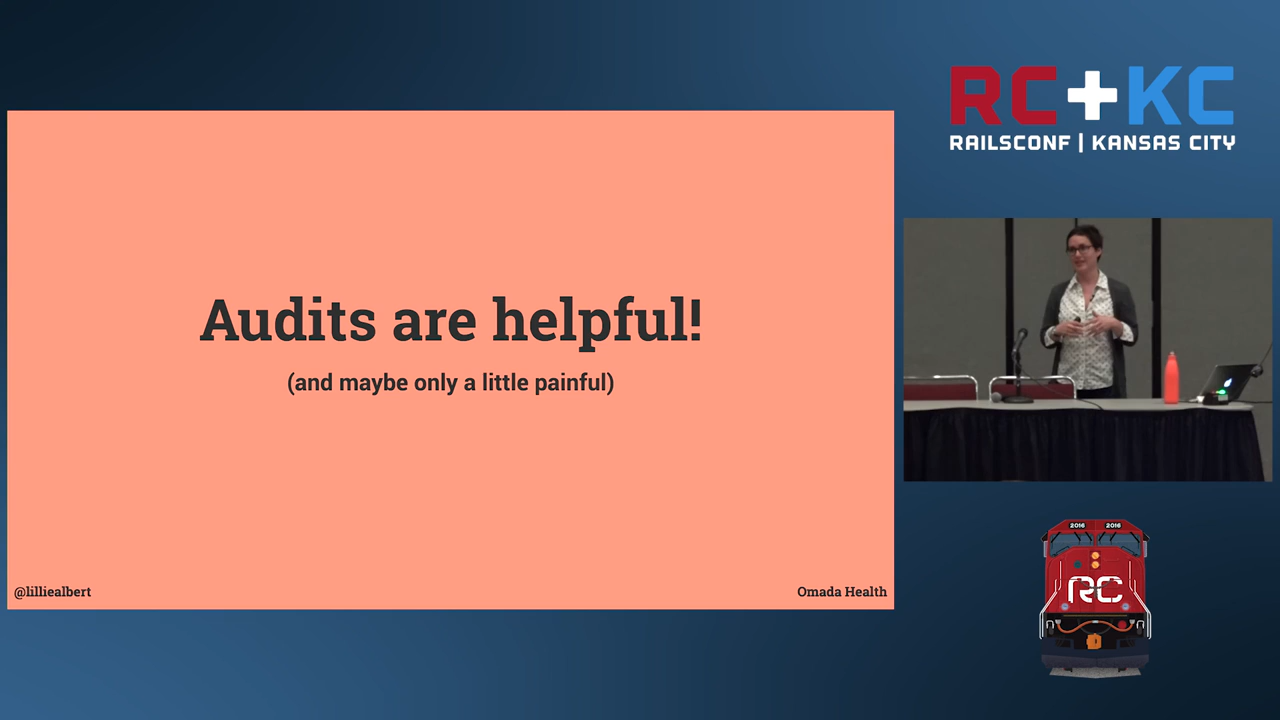 Audits are helpful!
(and maybe only a little painful)
@lilliealbert
Omada Health
RC+KC
RAILSCONF | KANSAS CITY
2016 2016
RC